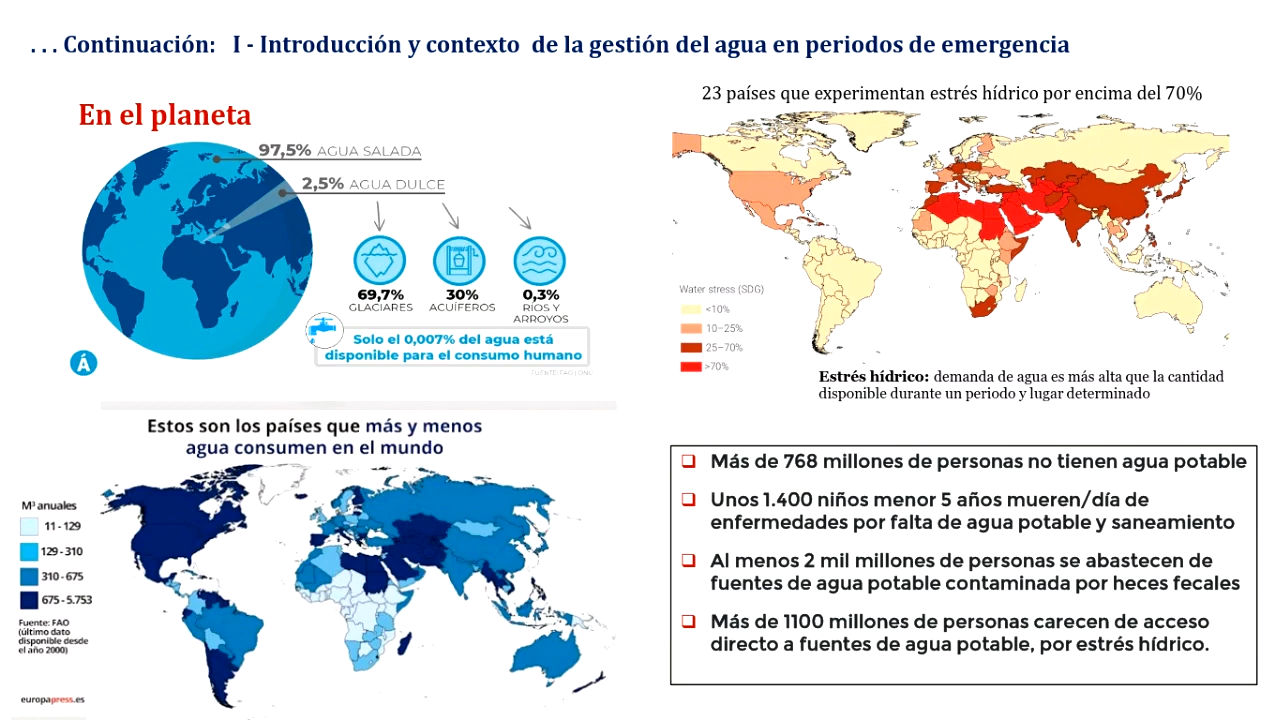 . . . Continuación: I - Introducción y contexto de la gestión del agua en periodos de emergencia
En el planeta
97,5% AGUA SALADA
2,5% AGUA DULCE
69,7%
GLACIARES
30%
ACUÍFEROS
0,3%
RÍOS Y
ARROYOS
Solo el 0,007% del agua está
disponible para el consumo humano
FUENTE: FAO | ONU
Á
23 países que experimentan estrés hídrico por encima del 70%
Water stress (SDG)
<10%
10–25%
25–70%
>70%
Estrés hídrico: demanda de agua es más alta que la cantidad
disponible durante un periodo y lugar determinado
Estos son los países que más y menos
agua consumen en el mundo
M³ anuales
11 - 129
129 - 310
310 - 675
675 - 5.753
Fuente: FAO
(último dato
disponible desde
el año 2000)
europapress.es
Más de 768 millones de personas no tienen agua potable
Unos 1.400 niños menor 5 años mueren/día de
enfermedades por falta de agua potable y saneamiento
Al menos 2 mil millones de personas se abastecen de
fuentes de agua potable contaminada por heces fecales
Más de 1100 millones de personas carecen de acceso
directo a fuentes de agua potable, por estrés hídrico.